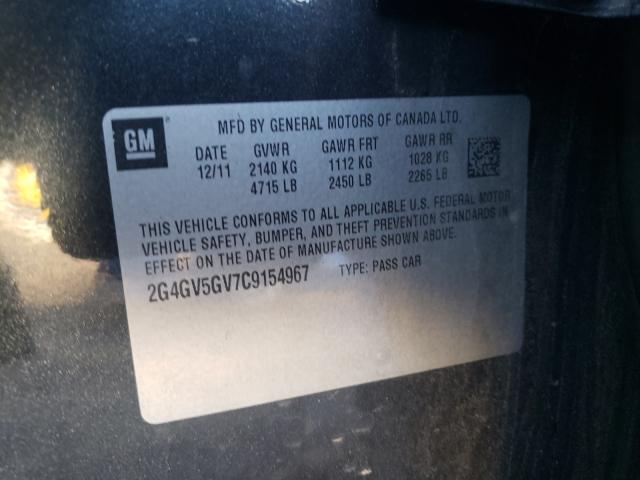 GM
MFD BY GENERAL MOTORS OF CANADA LTD.
DATE GVWR GAWR FRT GAWR RR
12/11 2140 KG 1112 KG 1028 KG
4715 LB 2450 LB 2265 LB
THIS VEHICLE CONFORMS TO ALL APPLICABLE U.S. FEDERAL MOTOR
VEHICLE SAFETY, BUMPER, AND THEFT PREVENTION STANDARDS IN
EFFECT ON THE DATE OF MANUFACTURE SHOWN ABOVE.
2G4GV5GV7C9154967 TYPE: PASS CAR